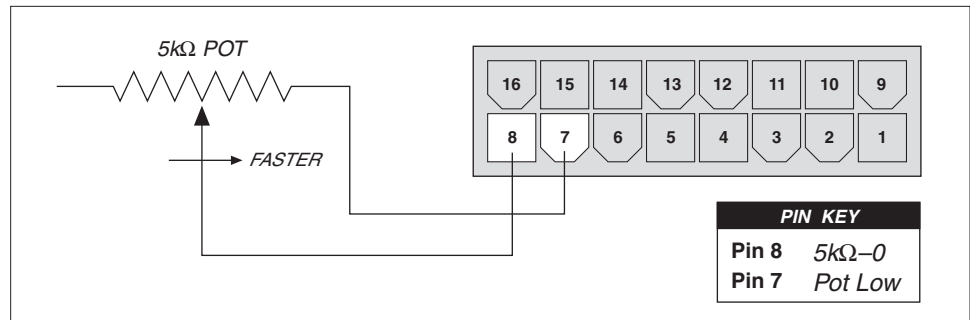 5kΩ POT
FASTER
16 15 14 13 12 11 10 9
8 7 6 5 4 3 2 1
PIN KEY
Pin 8 5kΩ–0
Pin 7 Pot Low